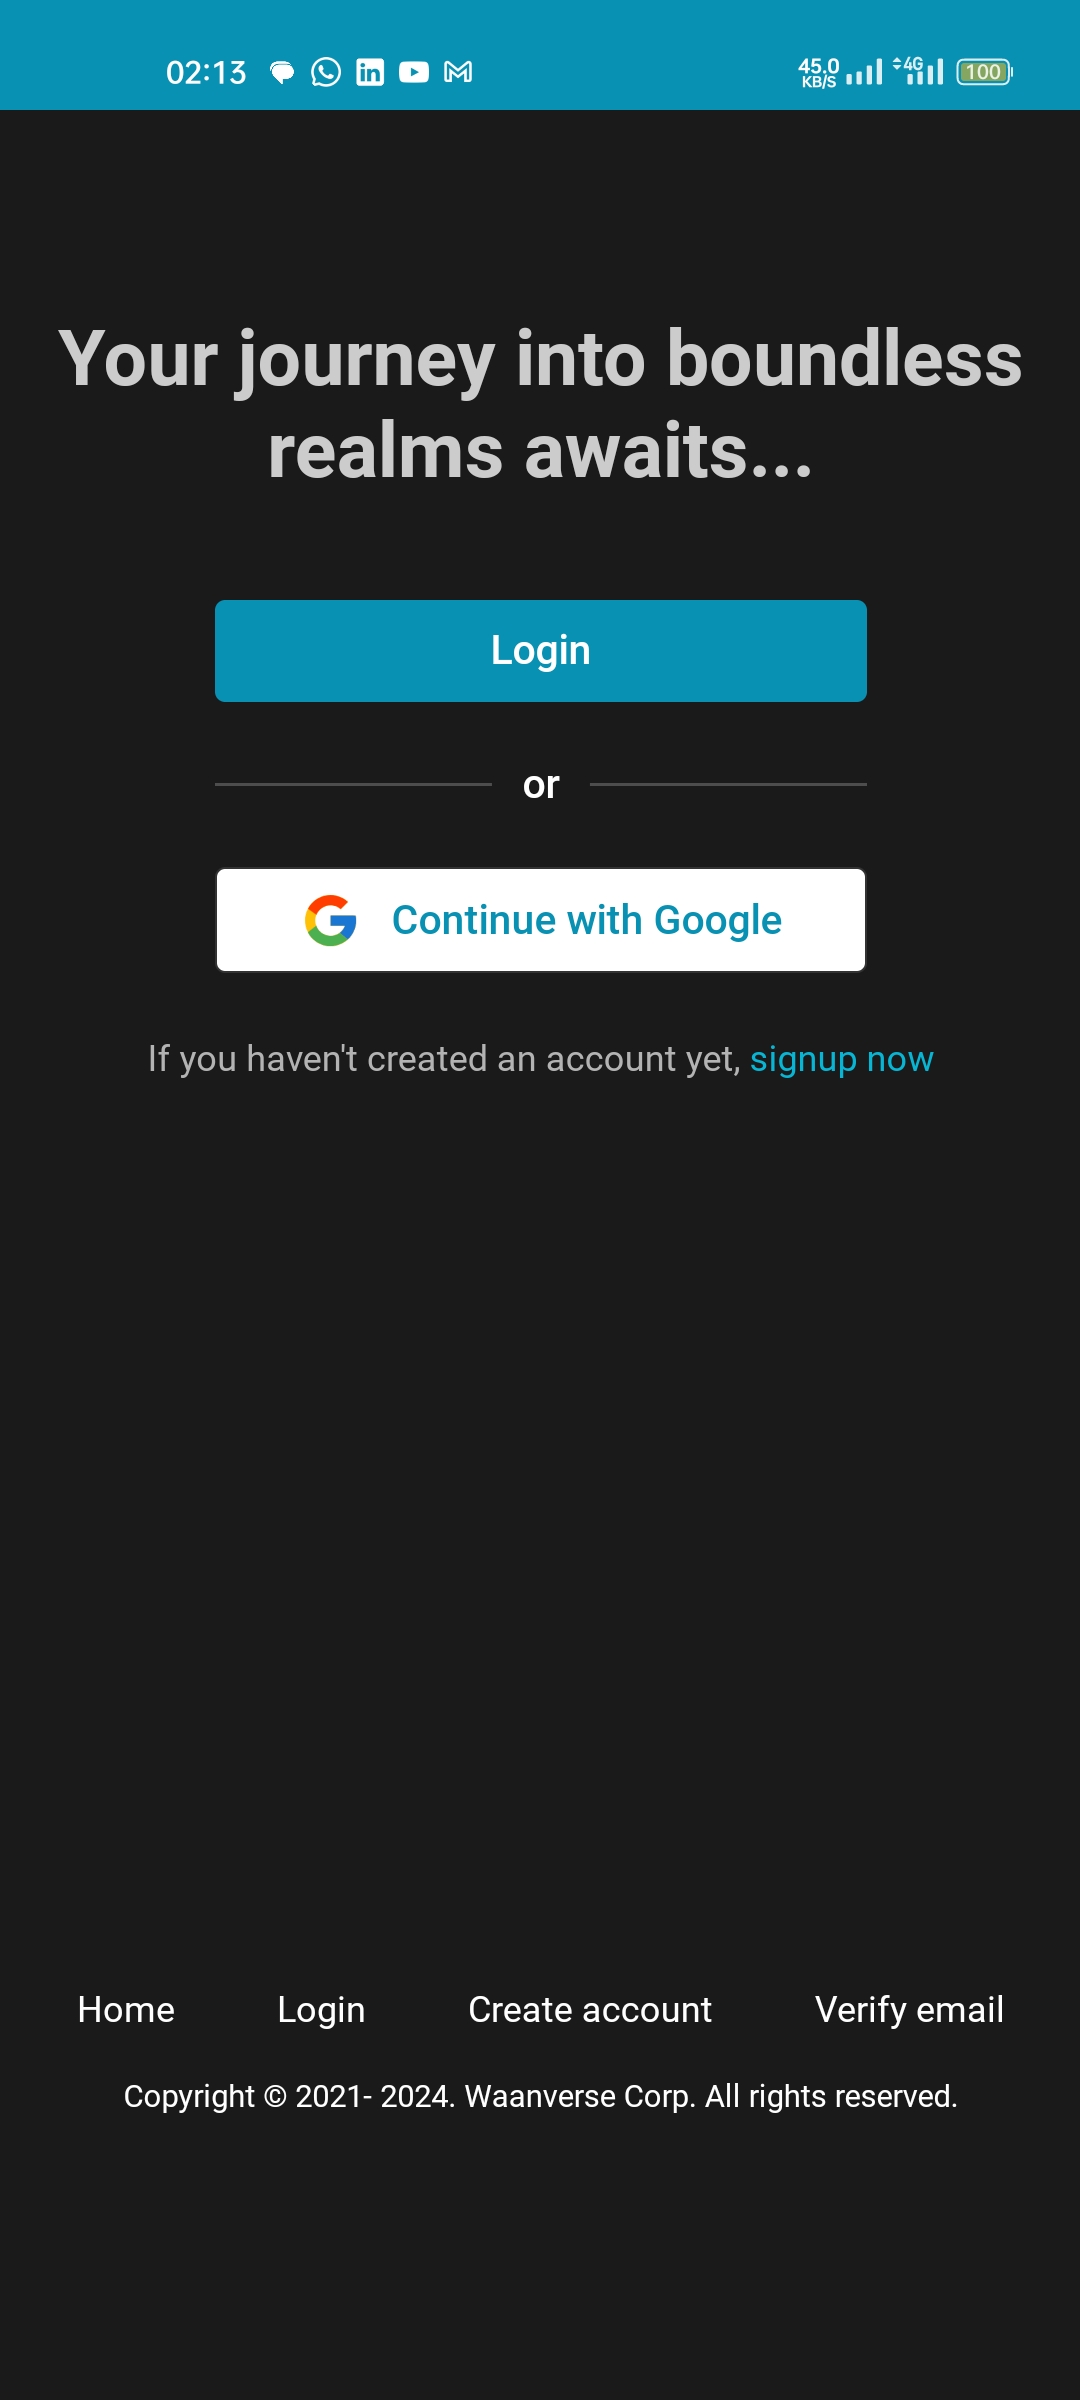 02:13 45.0 KB/S 4G 100
Your journey into boundless
realms awaits...
Login
or
Continue with Google
If you haven't created an account yet, signup now
Home Login Create account Verify email
Copyright © 2021- 2024. Waanverse Corp. All rights reserved.